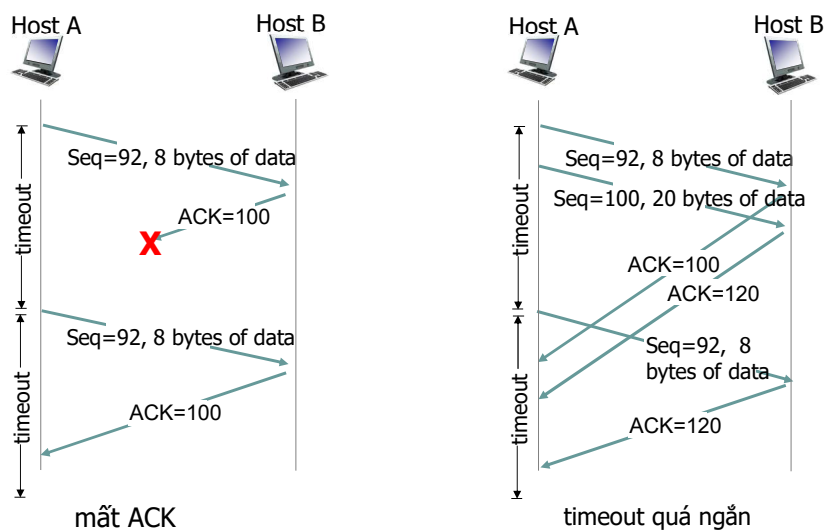 Host A
Host B
timeout
Seq=92, 8 bytes of data
ACK=100
X
timeout
Seq=92, 8 bytes of data
ACK=100
mất ACK
Host A
Host B
timeout
Seq=92, 8 bytes of data
Seq=100, 20 bytes of data
ACK=100
ACK=120
timeout
Seq=92, 8
bytes of data
ACK=120
timeout quá ngắn